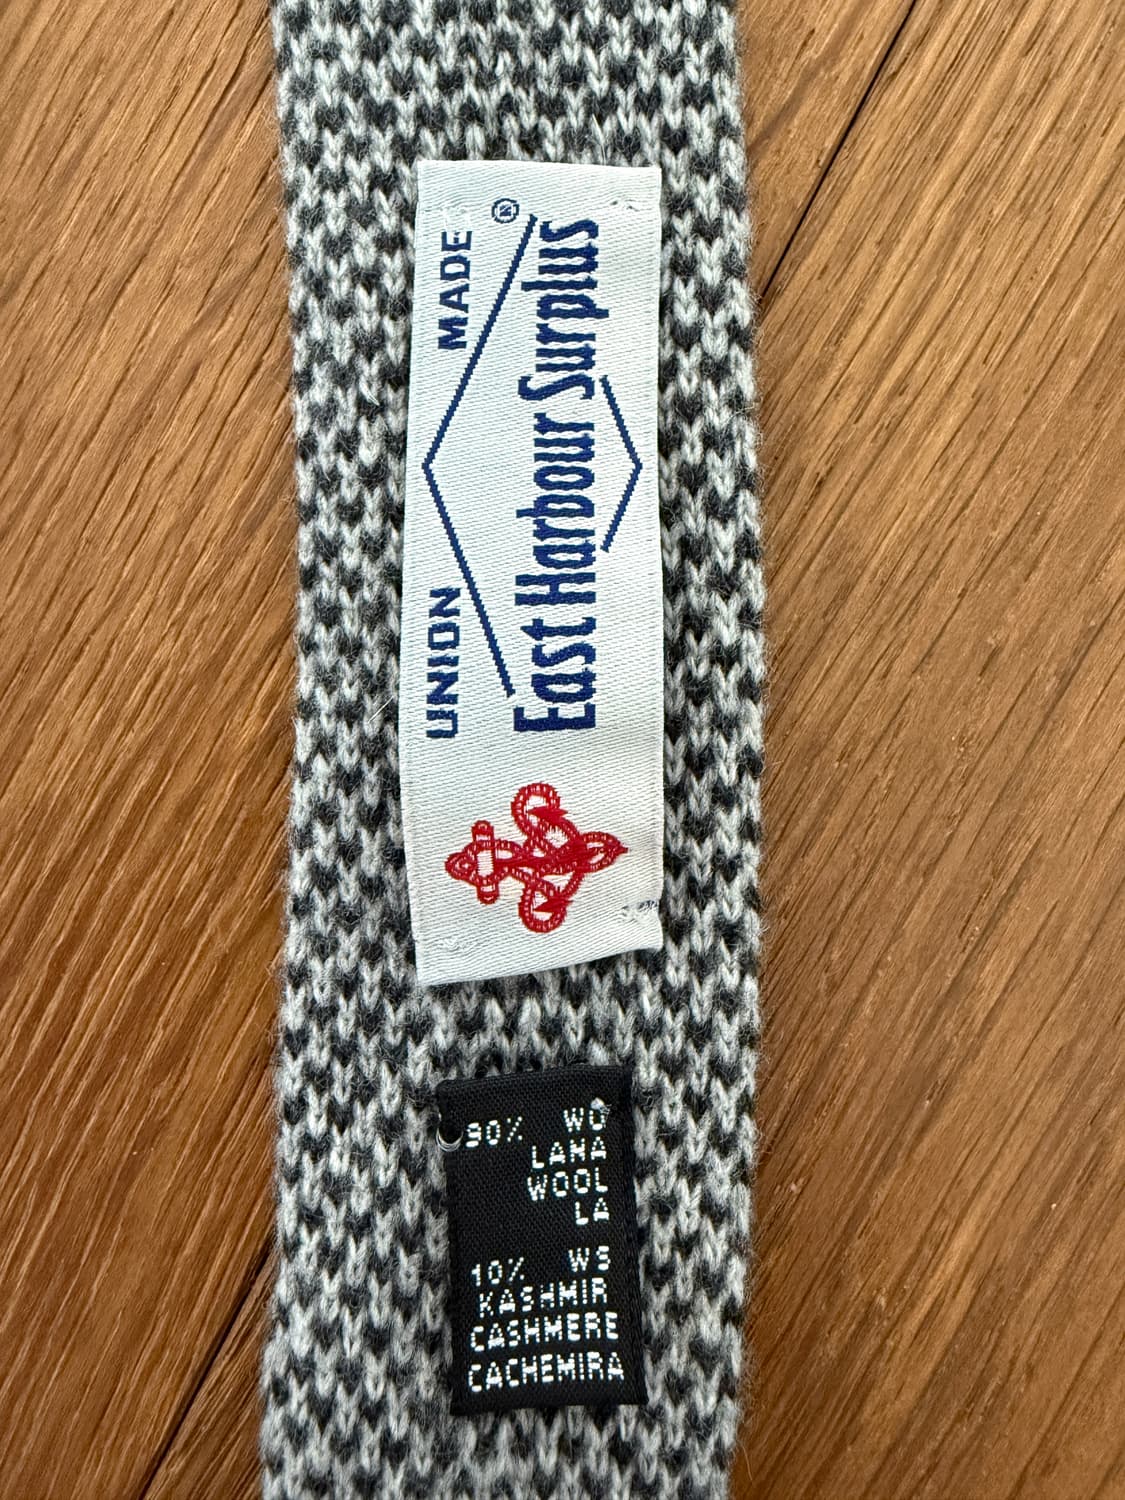 UNION MADE ®
East Harbour Surplus
90% WO
LANA
WOOL
LA
10% WS
KASHMIR
CASHMERE
CACHEMIRA